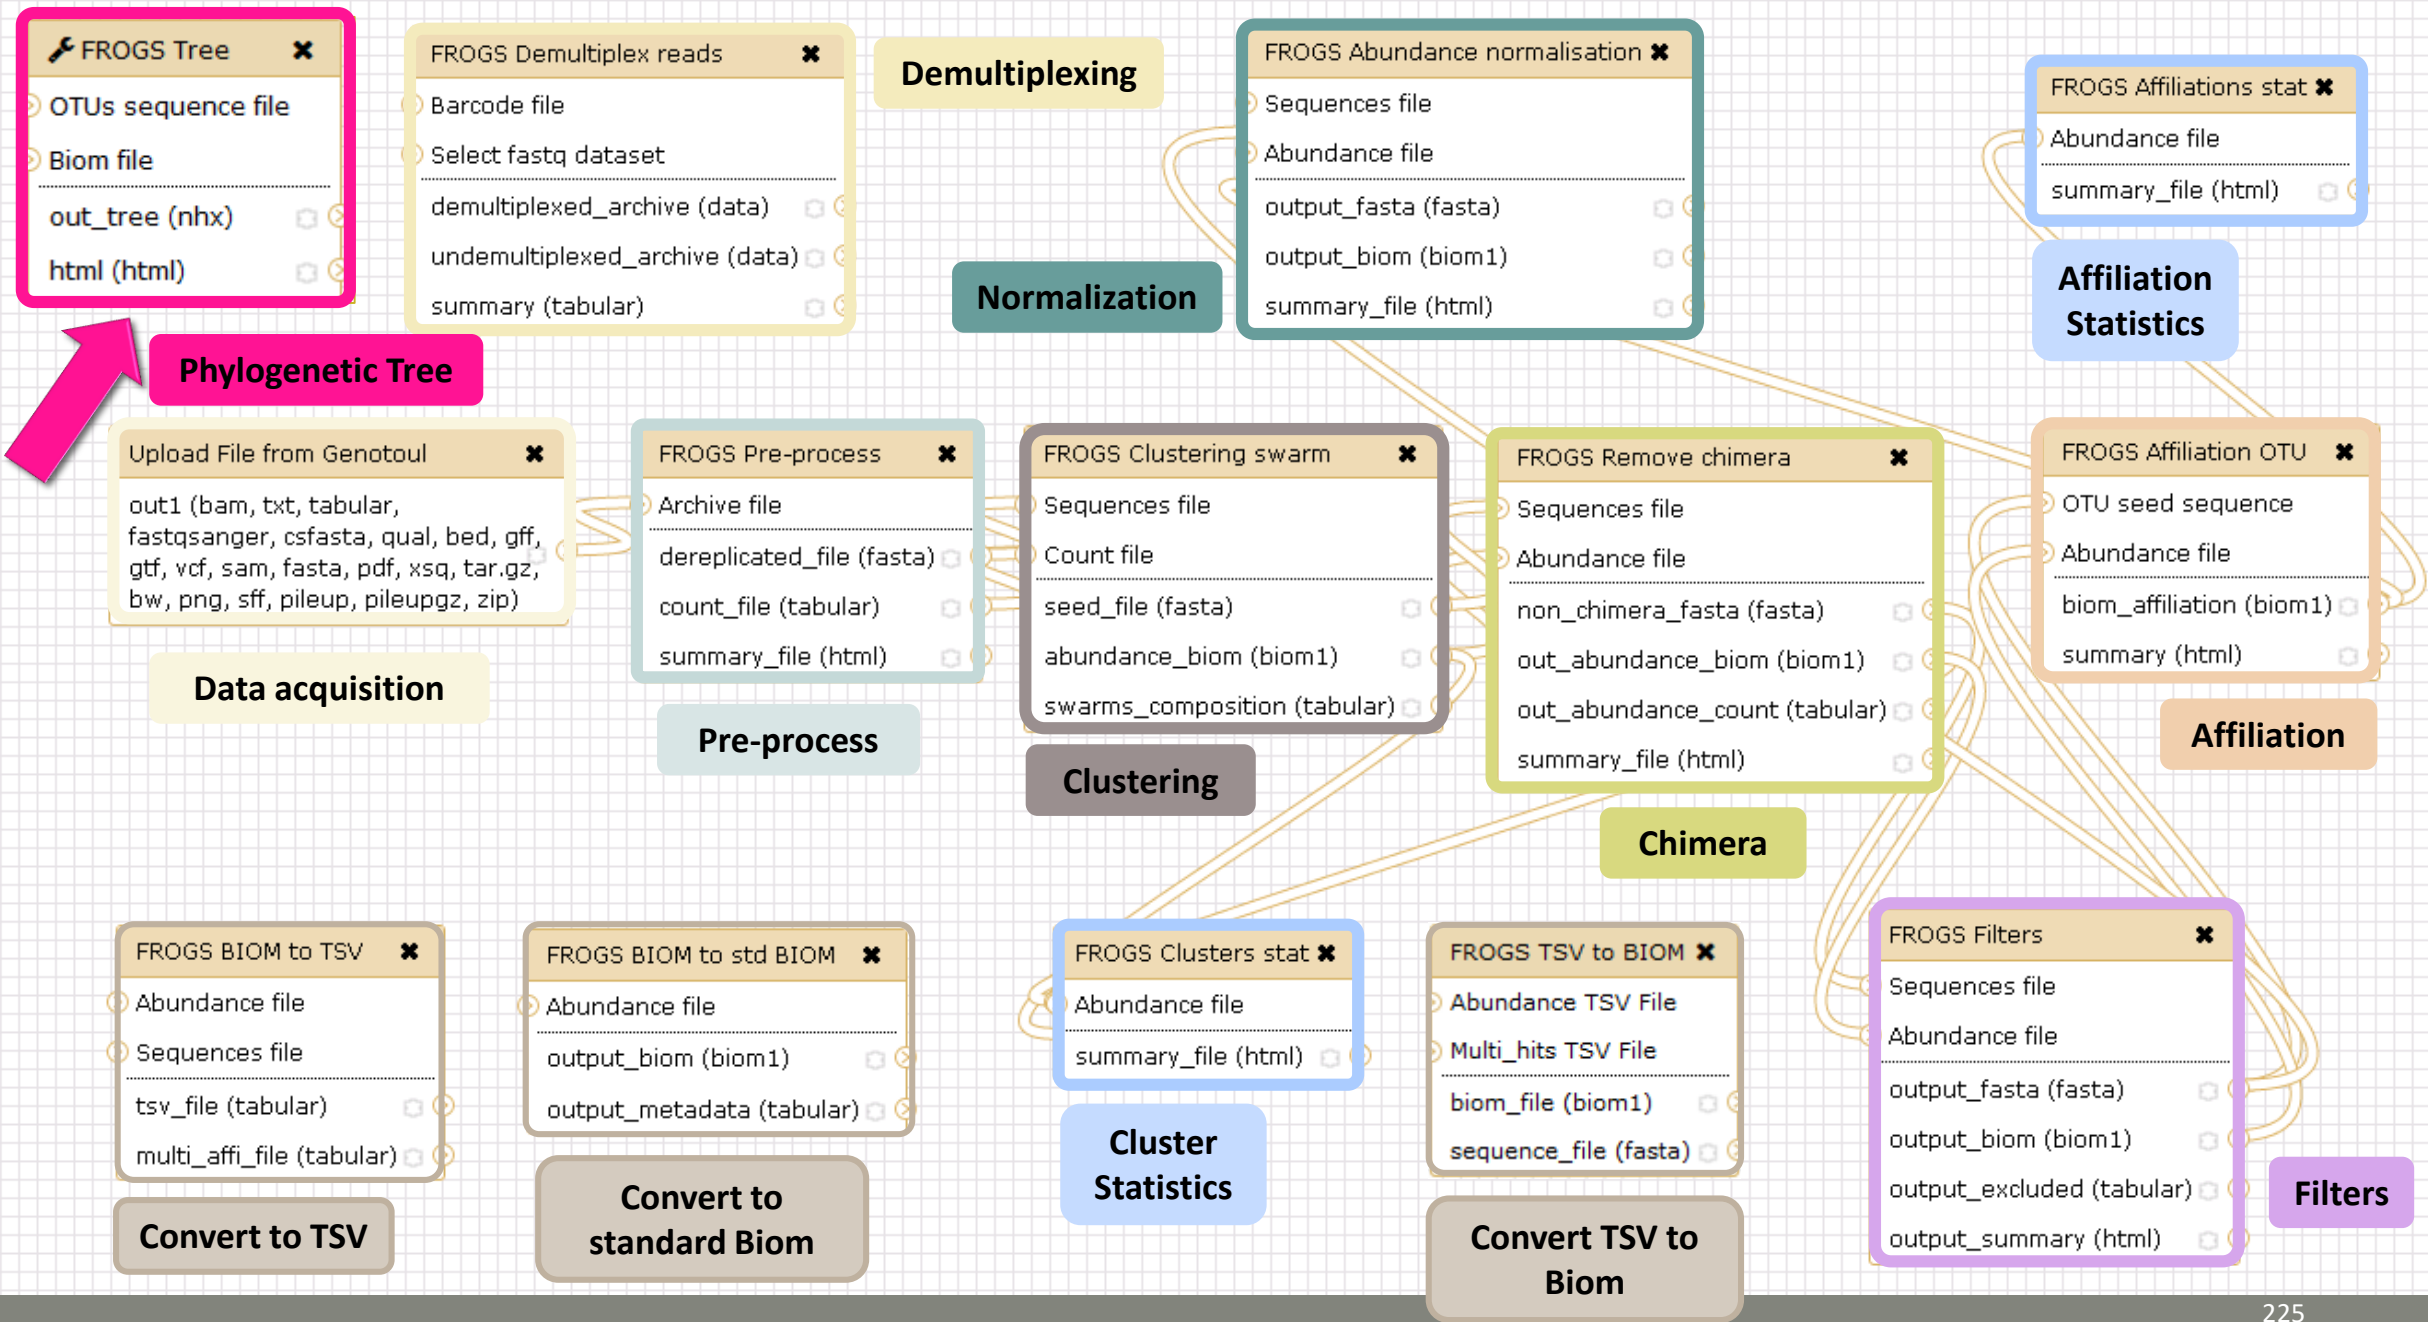 FROGS Tree
OTUs sequence file
Biom file
out_tree (nhx)
html (html)
Phylogenetic Tree
FROGS Demultiplex reads
Barcode file
Select fastq dataset
demultiplexed_archive (data)
undemultiplexed_archive (data)
summary (tabular)
Demultiplexing
Normalization
FROGS Abundance normalisation
Sequences file
Abundance file
output_fasta (fasta)
output_biom (biom1)
summary_file (html)
FROGS Affiliations stat
Abundance file
summary_file (html)
Affiliation
Statistics
Upload File from Genotoul
out1 (bam, txt, tabular,
fastqsanger, csfasta, qual, bed, gff,
gtf, vcf, sam, fasta, pdf, xsq, tar.gz,
bw, png, sff, pileup, pileupgz, zip)
Data acquisition
FROGS Pre-process
Archive file
dereplicated_file (fasta)
count_file (tabular)
summary_file (html)
Pre-process
FROGS Clustering swarm
Sequences file
Count file
seed_file (fasta)
abundance_biom (biom1)
swarms_composition (tabular)
Clustering
FROGS Remove chimera
Sequences file
Abundance file
non_chimera_fasta (fasta)
out_abundance_biom (biom1)
out_abundance_count (tabular)
summary_file (html)
Chimera
FROGS Affiliation OTU
OTU seed sequence
Abundance file
biom_affiliation (biom1)
summary (html)
Affiliation
FROGS BIOM to TSV
Abundance file
Sequences file
tsv_file (tabular)
multi_affi_file (tabular)
Convert to TSV
FROGS BIOM to std BIOM
Abundance file
output_biom (biom1)
output_metadata (tabular)
Convert to
standard Biom
FROGS Clusters stat
Abundance file
summary_file (html)
Cluster
Statistics
FROGS TSV to BIOM
Abundance TSV File
Multi_hits TSV File
biom_file (biom1)
sequence_file (fasta)
Convert TSV to
Biom
FROGS Filters
Sequences file
Abundance file
output_fasta (fasta)
output_biom (biom1)
output_excluded (tabular)
output_summary (html)
Filters
225